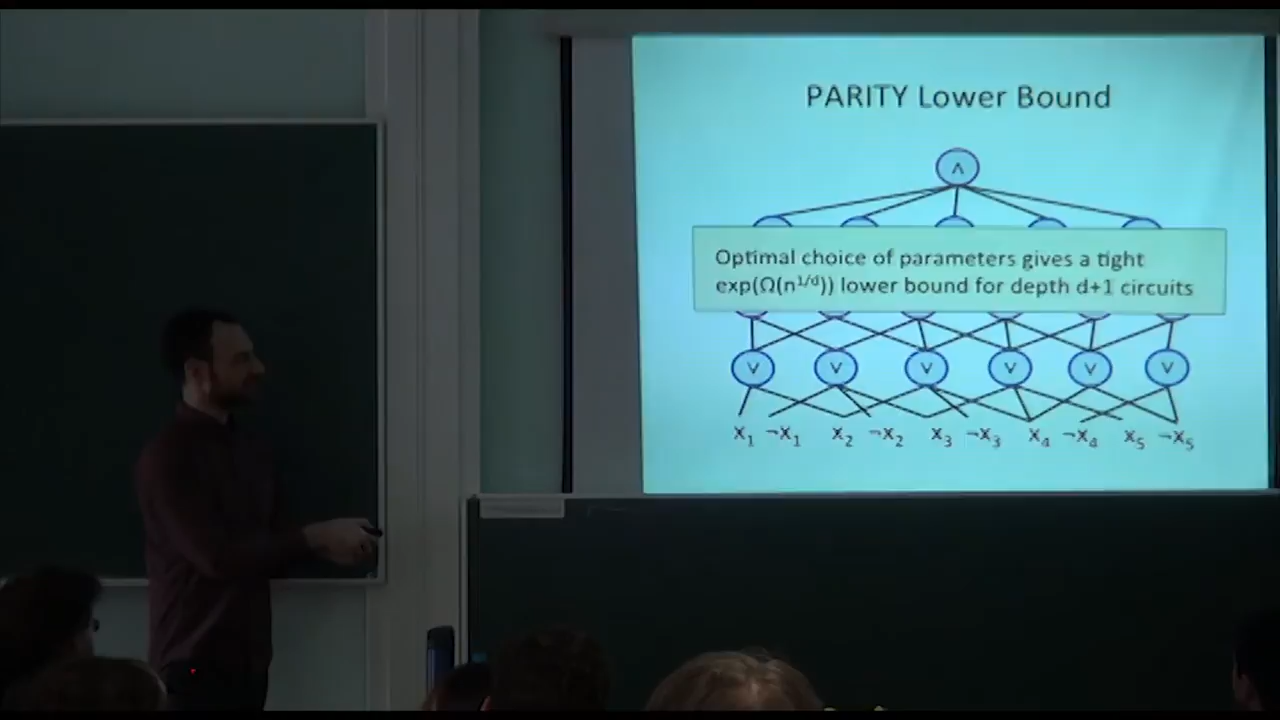 PARITY Lower Bound
∧
Optimal choice of parameters gives a tight
exp(Ω(n^1/d)) lower bound for depth d+1 circuits
∨ ∨ ∨ ∨ ∨ ∨
x₁ ¬x₁ x₂ ¬x₂ x₃ ¬x₃ x₄ ¬x₄ x₅ ¬x₅